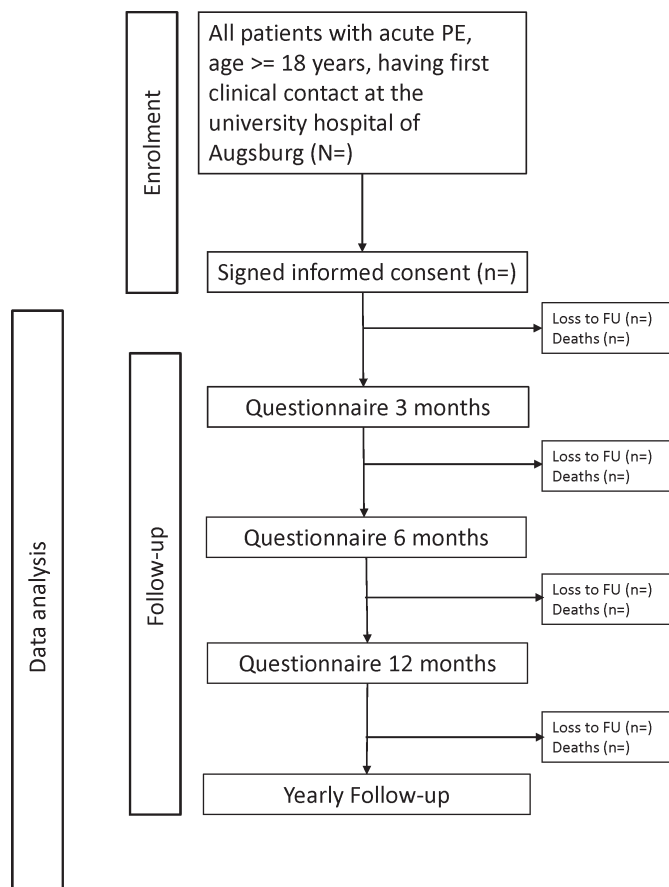 All patients with acute PE,
age >= 18 years, having first
clinical contact at the
university hospital of
Augsburg (N=)
Enrolment
Signed informed consent (n=)
Loss to FU (n=)
Deaths (n=)
Questionnaire 3 months
Loss to FU (n=)
Deaths (n=)
Questionnaire 6 months
Follow-up
Data analysis
Loss to FU (n=)
Deaths (n=)
Questionnaire 12 months
Loss to FU (n=)
Deaths (n=)
Yearly Follow-up